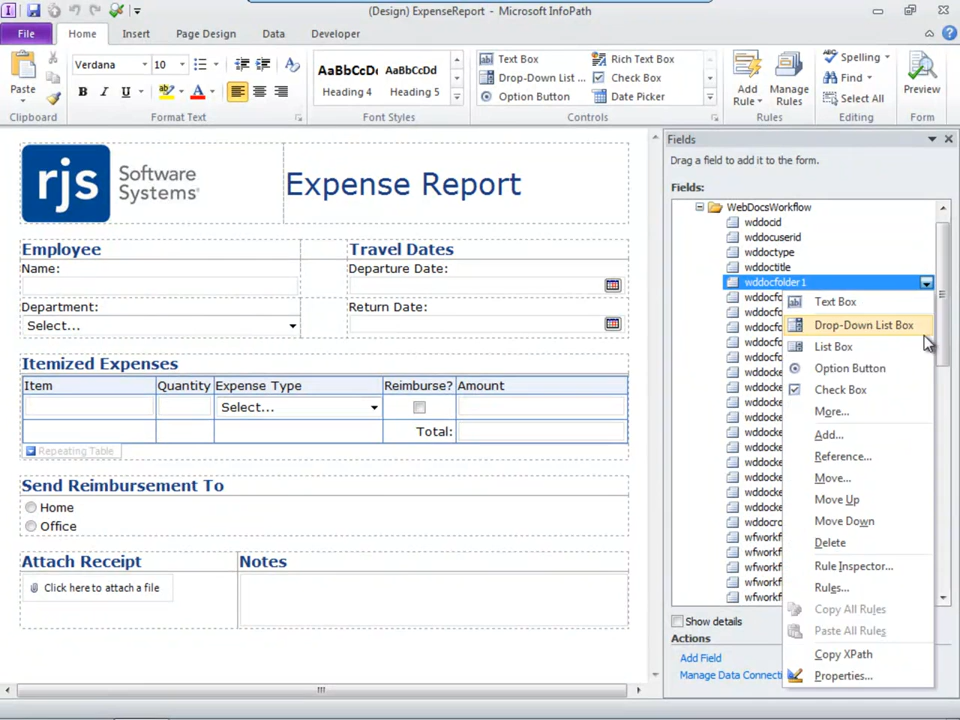 (Design) ExpenseReport - Microsoft InfoPath
File
Home
Insert
Page Design
Data
Developer
Paste
Clipboard
Verdana
10
B I U
Format Text
AaBbCcDc
Heading 4
AaBbCcDd
Heading 5
Font Styles
Text Box
Drop-Down List ...
Option Button
Rich Text Box
Check Box
Date Picker
Controls
Add
Rule
Manage
Rules
Rules
Spelling
Find
Select All
Editing
Preview
Form
rjs
Software
Systems
Expense Report
Employee
Name:
Department:
Select...
Travel Dates
Departure Date:
Return Date:
Itemized Expenses
Item
Quantity
Expense Type
Reimburse?
Amount
Select...
Total:
Repeating Table
Send Reimbursement To
Home
Office
Attach Receipt
Notes
Click here to attach a file
Fields
Drag a field to add it to the form.
Fields:
WebDocsWorkflow
wddocid
wddocuserid
wddoctype
wddoctitle
wddocfolder1
Text Box
Drop-Down List Box
List Box
Option Button
Check Box
More...
Add...
Reference...
Move...
Move Up
Move Down
Delete
Rule Inspector...
Rules...
Copy All Rules
Paste All Rules
Copy XPath
Properties...
Show details
Actions
Add Field
Manage Data Connecti